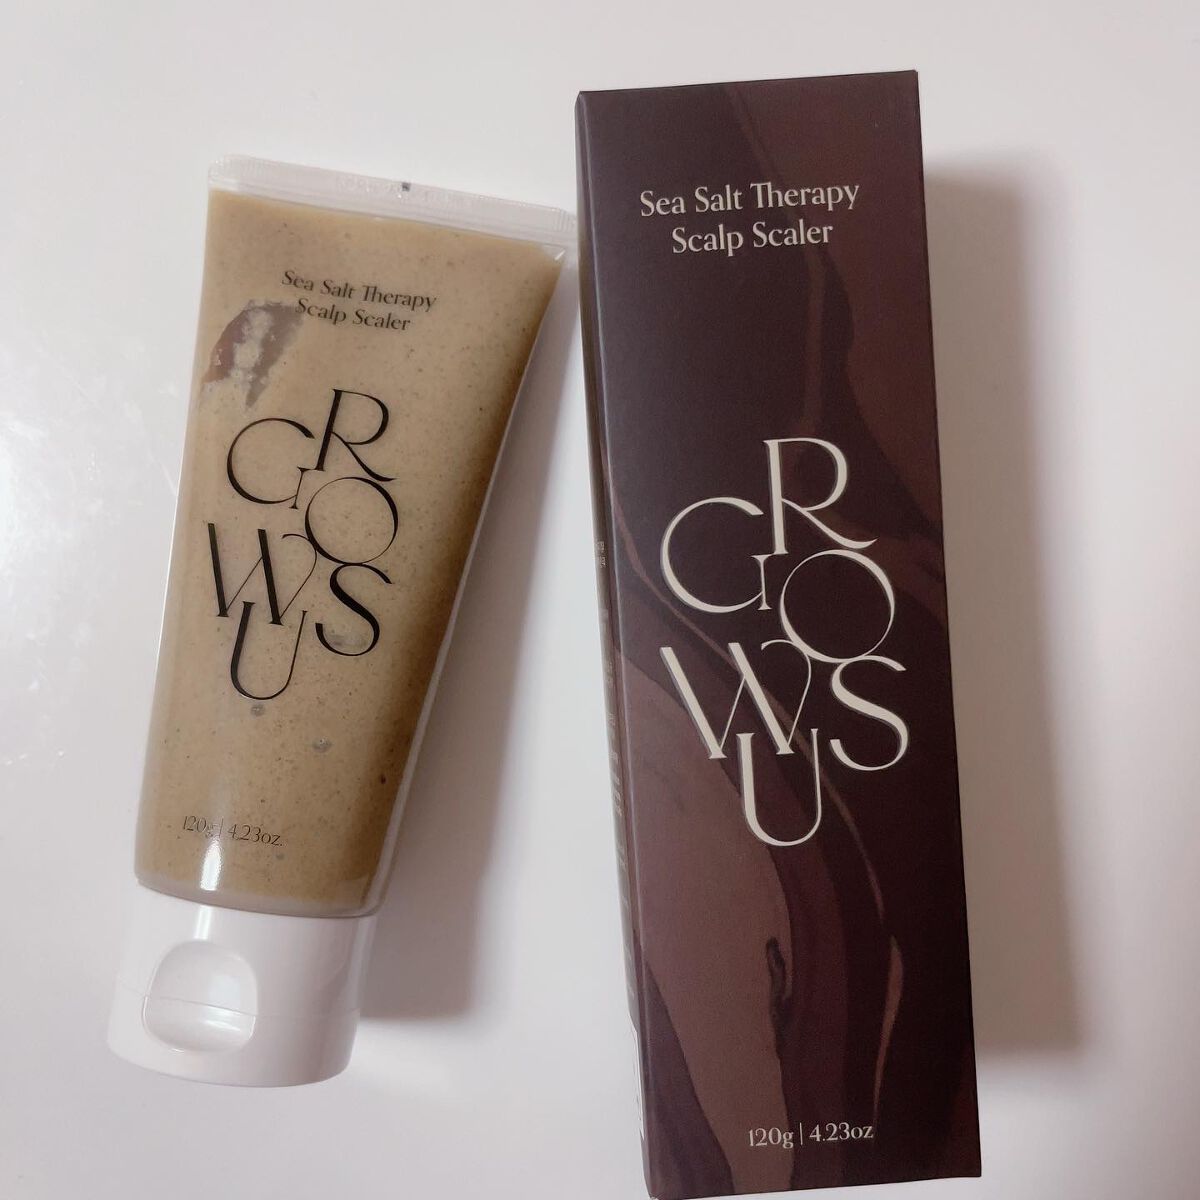 Sea Salt Therapy
Scalp Scaler
GROWUS
120g | 4.23oz.
Sea Salt Therapy
Scalp Scaler
GROWUS
120g | 4.23oz